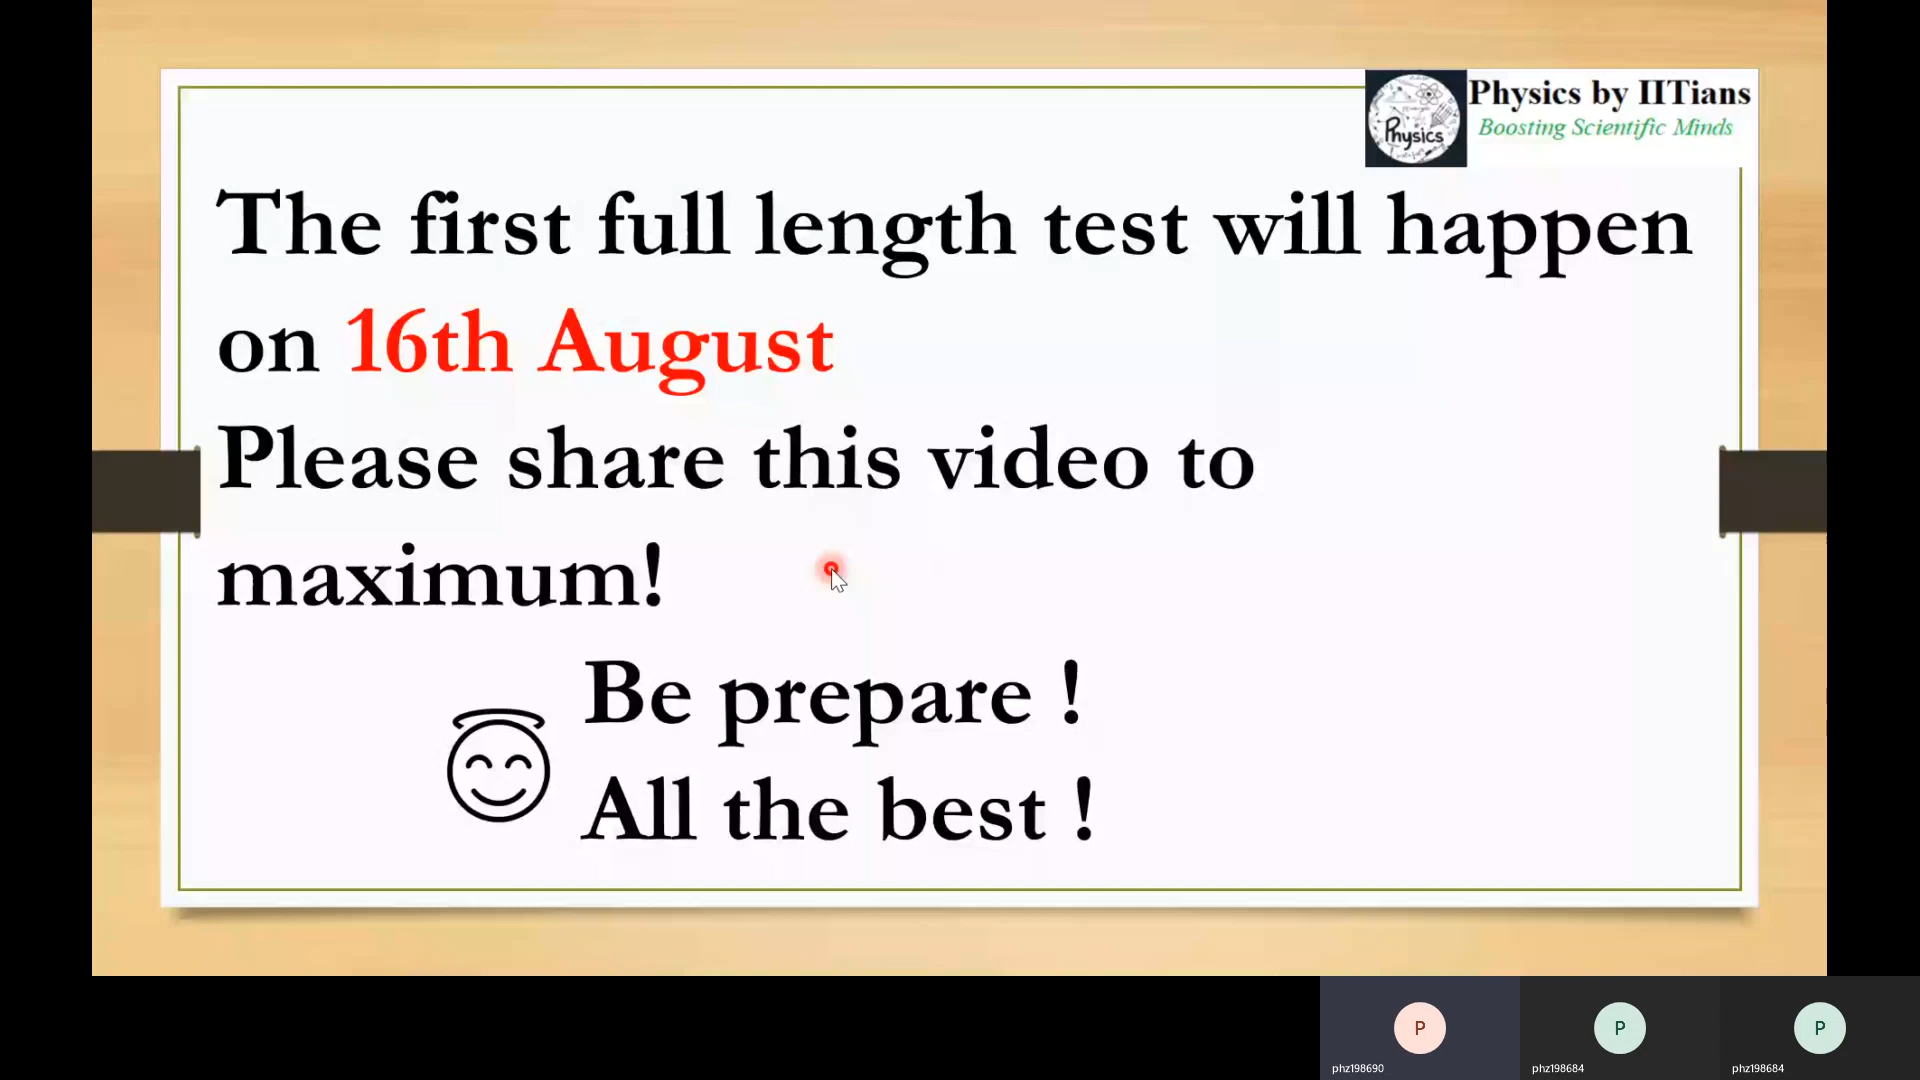 Physics by IITians
Boosting Scientific Minds
Physics
The first full length test will happen
on 16th August
Please share this video to
maximum!
Be prepare !
All the best !
P
P
P
phz198690
phz198684
phz198684